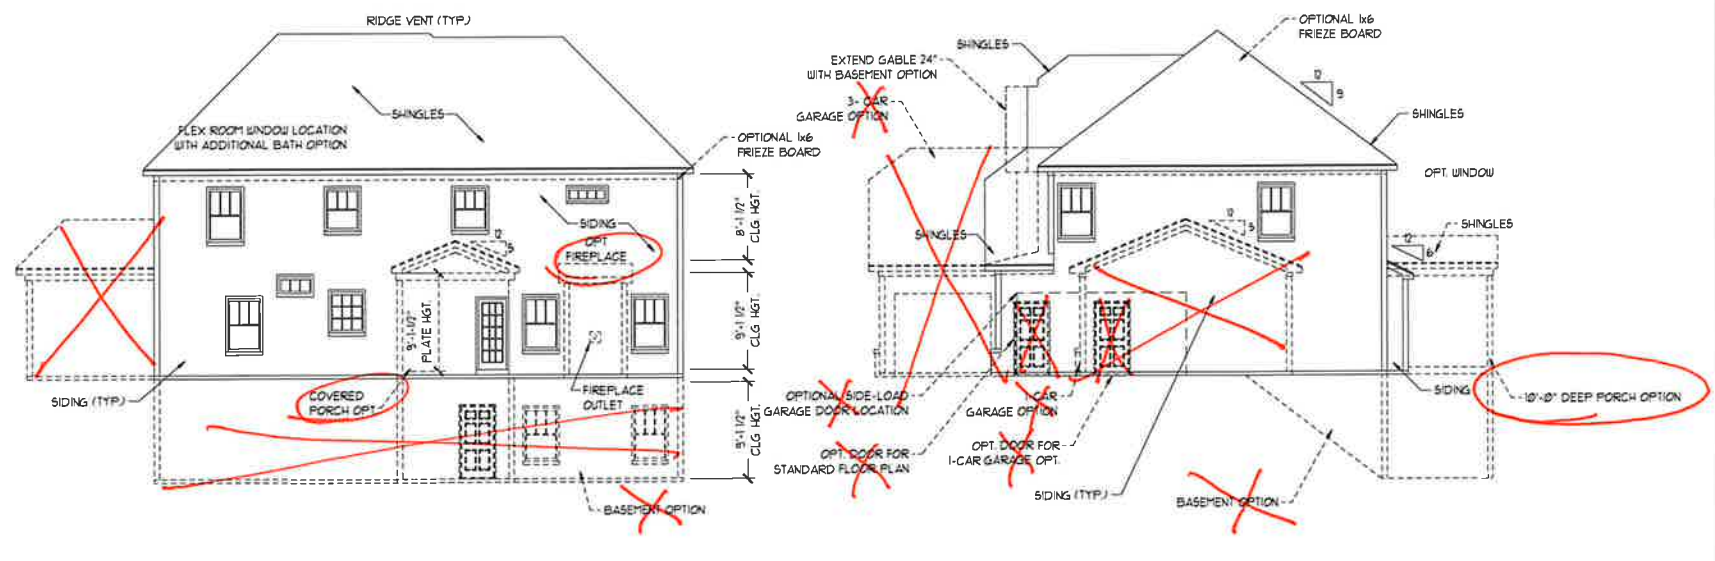 RIDGE VENT (TYP.)
SHINGLES
FLEX ROOM WINDOW LOCATION
WITH ADDITIONAL BATH OPTION
OPTIONAL 1x6
FRIEZE BOARD
8'-1 1/2"
CLG HGT.
SIDING
12
5
OPT
FIREPLACE
9'-1 1/2"
PLATE HGT.
9'-1 1/2"
CLG HGT.
SIDING (TYP.)
COVERED
PORCH OPT.
FIREPLACE
OUTLET
9'-1 1/2"
CLG HGT.
BASEMENT OPTION
OPTIONAL 1x6
FRIEZE BOARD
SHINGLES
EXTEND GABLE 24"
WITH BASEMENT OPTION
12
9
3-CAR
GARAGE OPTION
SHINGLES
OPT. WINDOW
SHINGLES
12
5
SHINGLES
12
6
OPTIONAL SIDE-LOAD
GARAGE DOOR LOCATION
1-CAR
GARAGE OPTION
SIDING
10'-0" DEEP PORCH OPTION
OPT. DOOR FOR
STANDARD FLOOR PLAN
OPT. DOOR FOR
1-CAR GARAGE OPT.
SIDING (TYP.)
BASEMENT OPTION